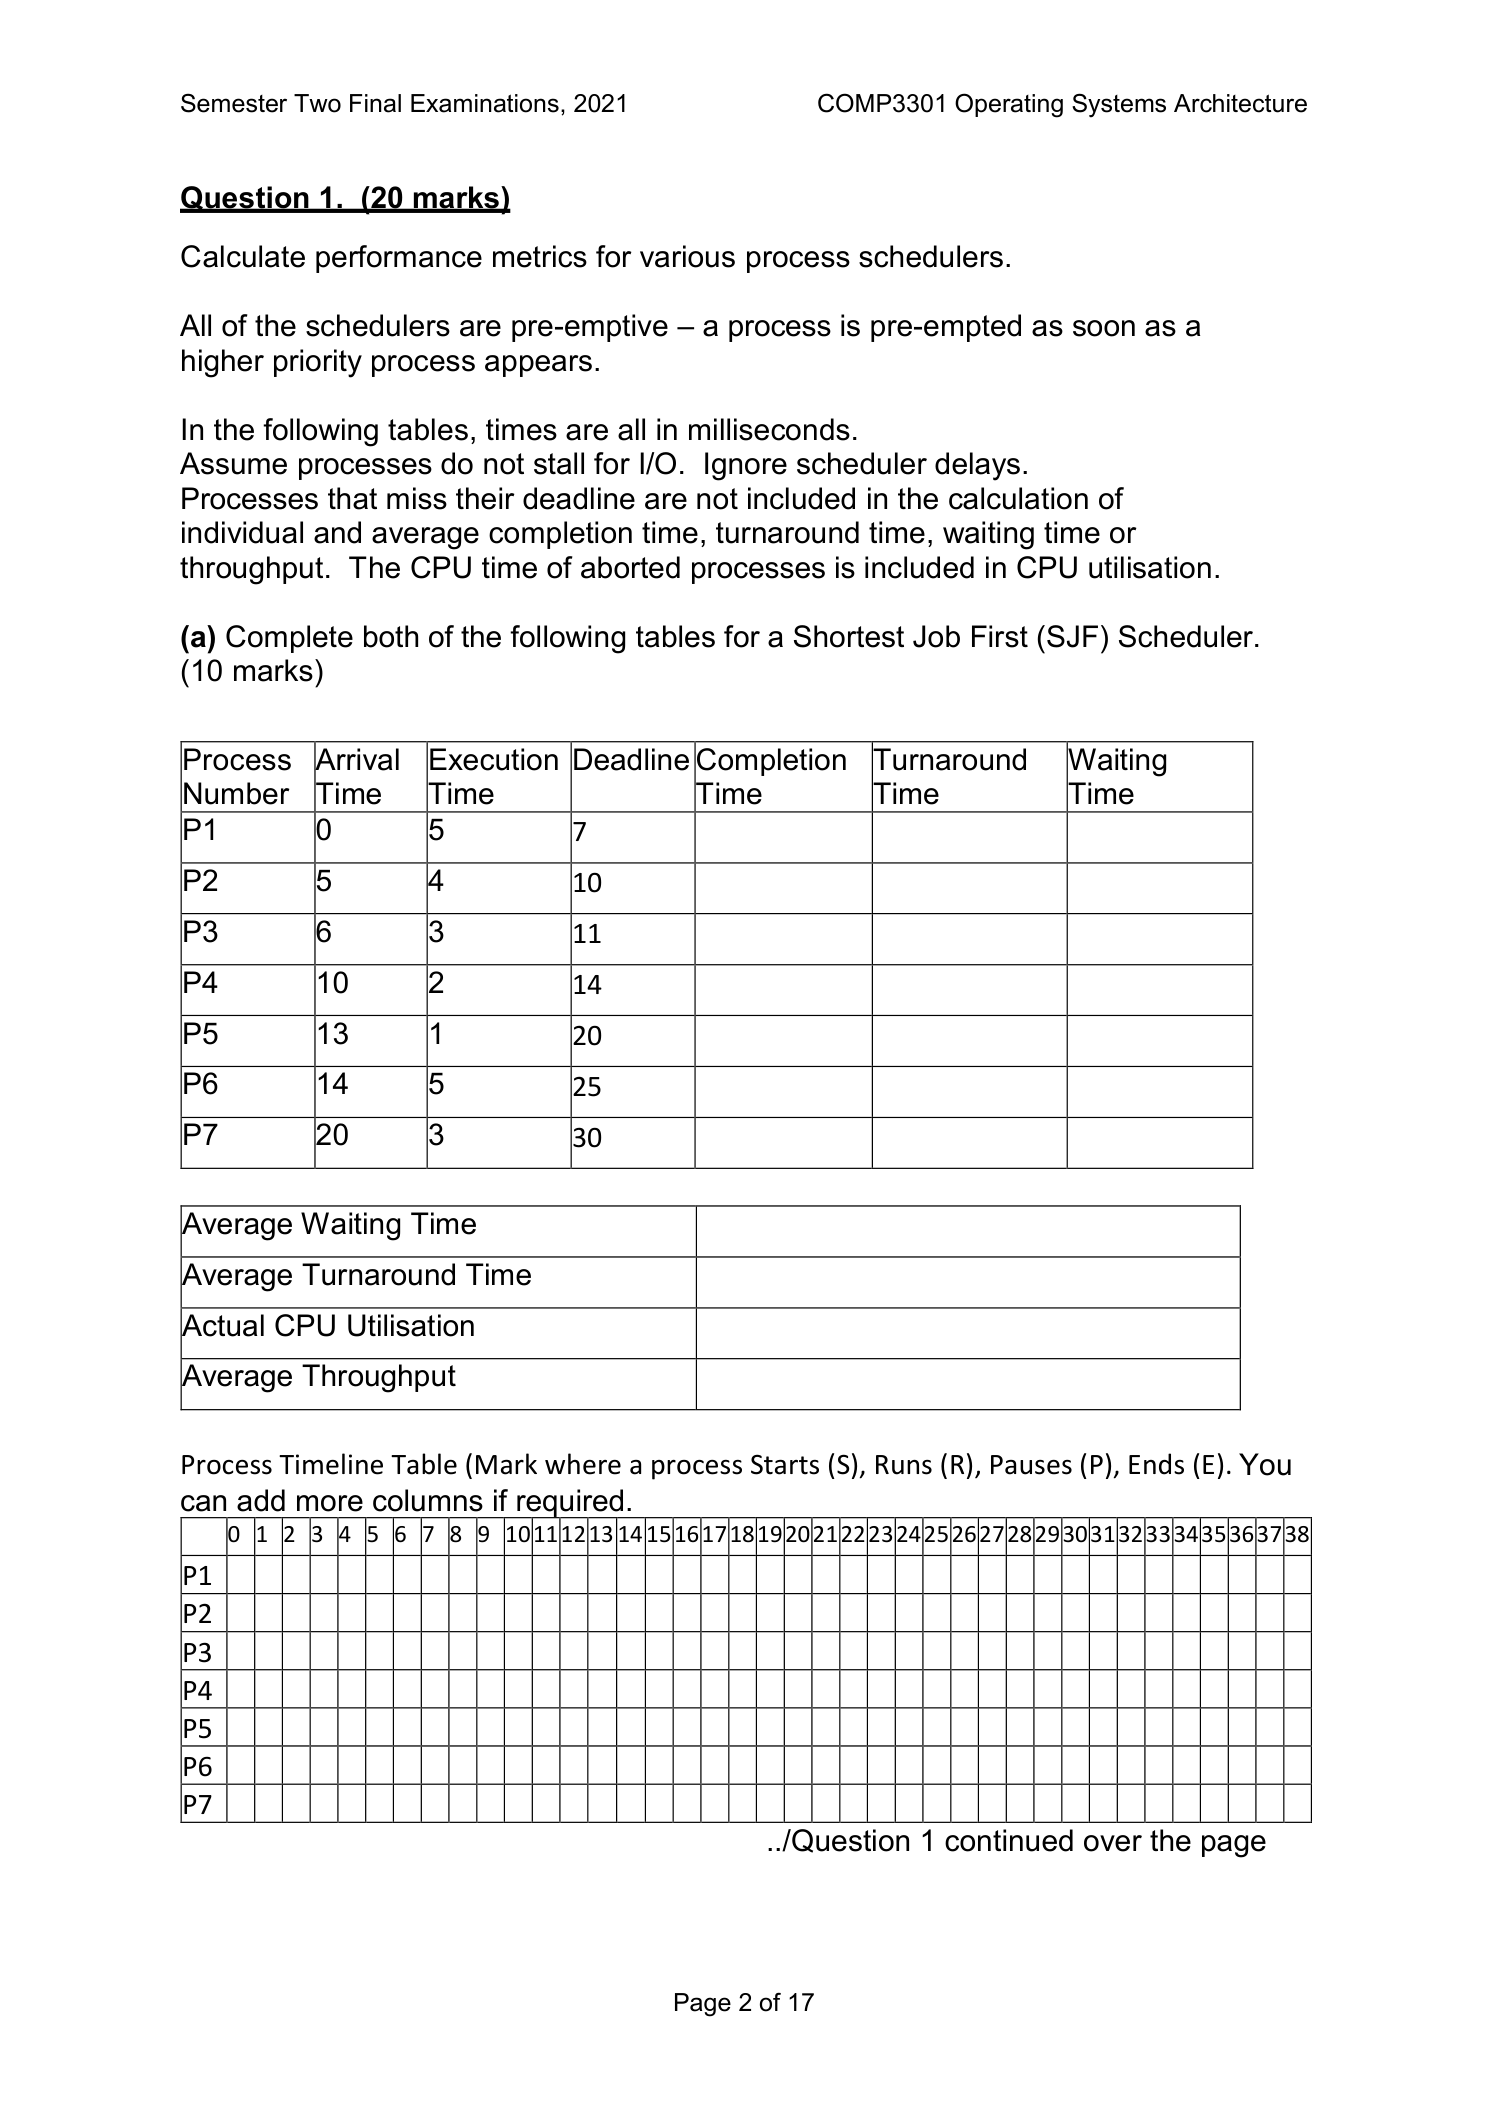 Semester Two Final Examinations, 2021 COMP3301 Operating Systems Architecture
Question 1. (20 marks)
Calculate performance metrics for various process schedulers.
All of the schedulers are pre-emptive – a process is pre-empted as soon as a
higher priority process appears.
In the following tables, times are all in milliseconds.
Assume processes do not stall for I/O. Ignore scheduler delays.
Processes that miss their deadline are not included in the calculation of
individual and average completion time, turnaround time, waiting time or
throughput. The CPU time of aborted processes is included in CPU utilisation.
(a) Complete both of the following tables for a Shortest Job First (SJF) Scheduler.
(10 marks)
Process Arrival Execution Deadline Completion Turnaround Waiting
Number Time Time Time Time Time
P1 0 5 7
P2 5 4 10
P3 6 3 11
P4 10 2 14
P5 13 1 20
P6 14 5 25
P7 20 3 30
Average Waiting Time
Average Turnaround Time
Actual CPU Utilisation
Average Throughput
Process Timeline Table (Mark where a process Starts (S), Runs (R), Pauses (P), Ends (E). You
can add more columns if required.
0 1 2 3 4 5 6 7 8 9 10 11 12 13 14 15 16 17 18 19 20 21 22 23 24 25 26 27 28 29 30 31 32 33 34 35 36 37 38
P1
P2
P3
P4
P5
P6
P7
../Question 1 continued over the page
Page 2 of 17